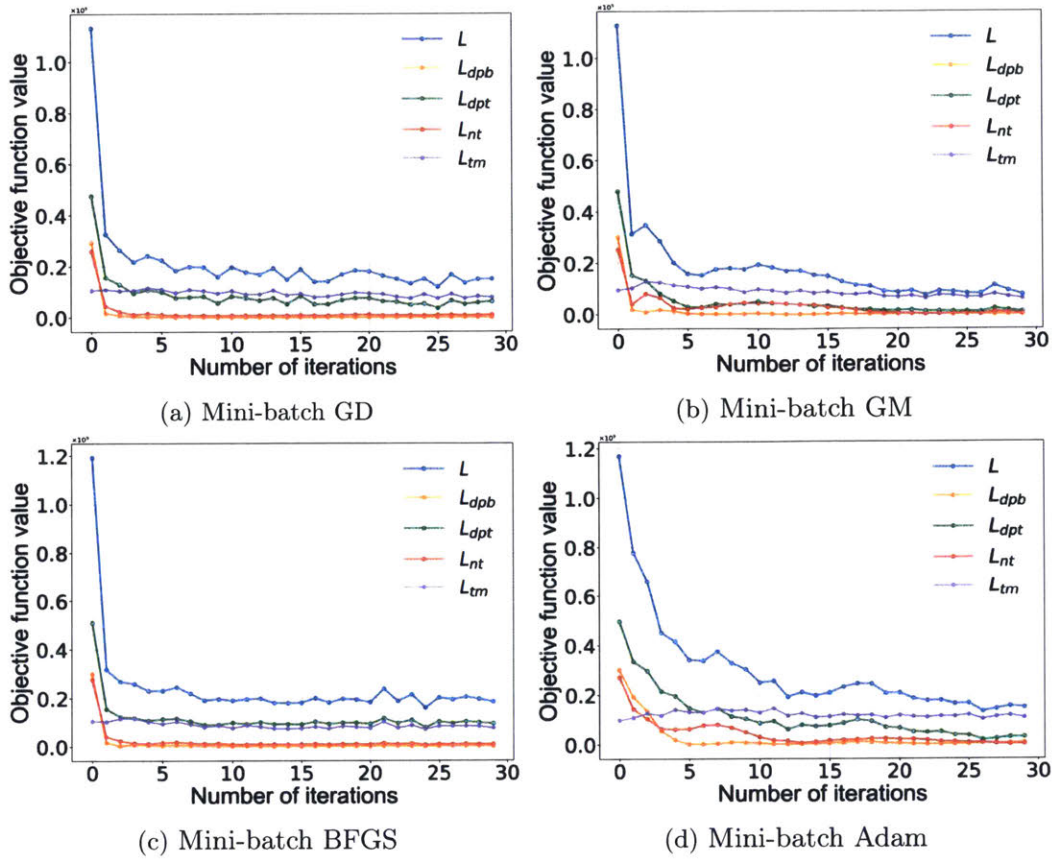 Objective function value
1.0
0.8
0.6
0.4
0.2
0.0
L
L_dpb
L_dpt
L_nt
L_tm
0 5 10 15 20 25 30
Number of iterations
(a) Mini-batch GD
Objective function value
1.0
0.8
0.6
0.4
0.2
0.0
L
L_dpb
L_dpt
L_nt
L_tm
0 5 10 15 20 25 30
Number of iterations
(b) Mini-batch GM
Objective function value
1.2
1.0
0.8
0.6
0.4
0.2
0.0
L
L_dpb
L_dpt
L_nt
L_tm
0 5 10 15 20 25 30
Number of iterations
(c) Mini-batch BFGS
Objective function value
1.2
1.0
0.8
0.6
0.4
0.2
0.0
L
L_dpb
L_dpt
L_nt
L_tm
0 5 10 15 20 25 30
Number of iterations
(d) Mini-batch Adam